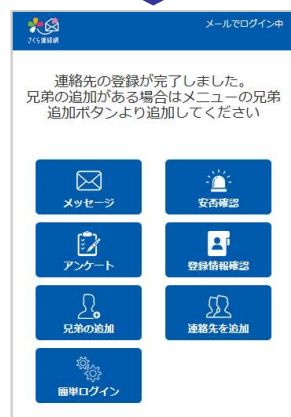 さくら連絡網
メールでログイン中
連絡先の登録が完了しました。
兄弟の追加がある場合はメニューの兄弟
追加ボタンより追加してください
メッセージ
安否確認
アンケート
登録情報確認
兄弟の追加
連絡先を追加
簡単ログイン